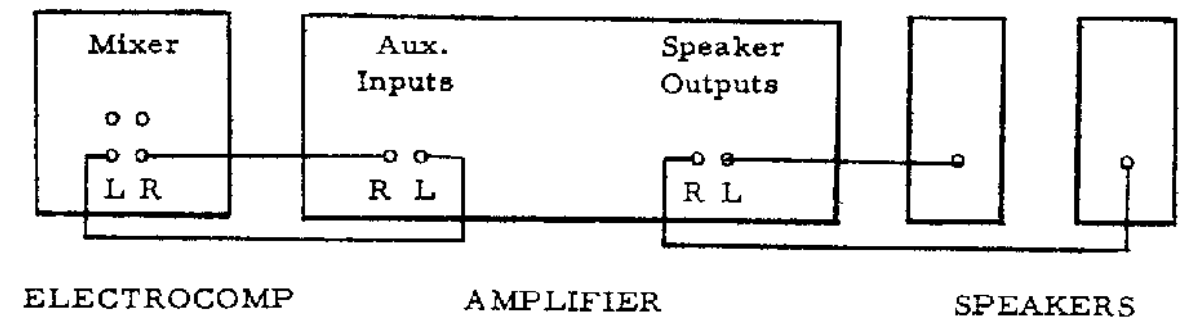 Mixer
Aux.
Inputs
Speaker
Outputs
L R
R L
R L
ELECTROCOMP
AMPLIFIER
SPEAKERS